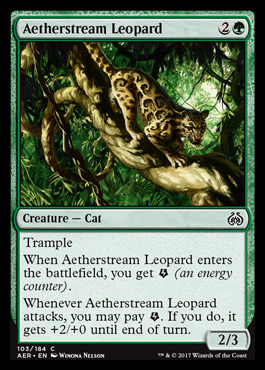 Aetherstream Leopard 2
Creature — Cat
Trample
When Aetherstream Leopard enters
the battlefield, you get (an energy
counter).
Whenever Aetherstream Leopard
attacks, you may pay . If you do, it
gets +2/+0 until end of turn.
2/3
103/184 C
AER • EN WINONA NELSON
™ & © 2017 Wizards of the Coast